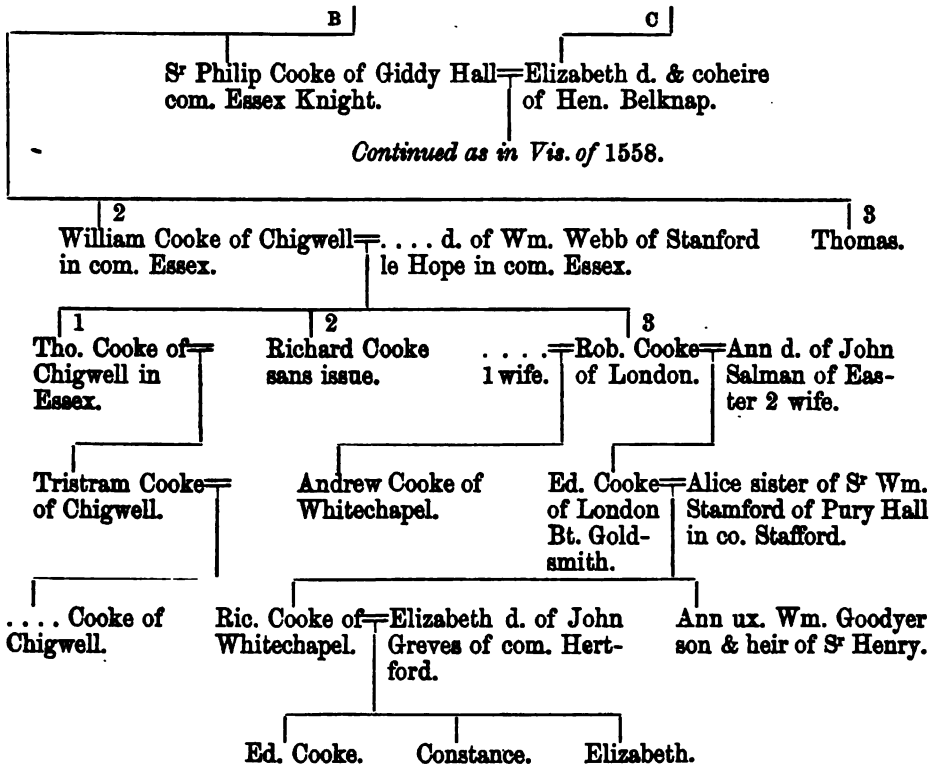 B C
Sr Philip Cooke of Giddy Hall=Elizabeth d. & coheire
com. Essex Knight. of Hen. Belknap.
Continued as in Vis. of 1558.
2 3
William Cooke of Chigwell=. . . . d. of Wm. Webb of Stanford Thomas.
in com. Essex. le Hope in com. Essex.
1 2 3
Tho. Cooke of= Richard Cooke . . . .=Rob. Cooke=Ann d. of John
Chigwell in sans issue. 1 wife. of London. Salman of Eas-
Essex. ter 2 wife.
Tristram Cooke= Andrew Cooke of Ed. Cooke=Alice sister of Sr Wm.
of Chigwell. Whitechapel. of London Stamford of Pury Hall
Bt. Gold- in co. Stafford.
smith.
. . . . Cooke of Ric. Cooke of=Elizabeth d. of John Ann ux. Wm. Goodyer
Chigwell. Whitechapel. Greves of com. Hert- son & heir of Sr Henry.
ford.
Ed. Cooke. Constance. Elizabeth.